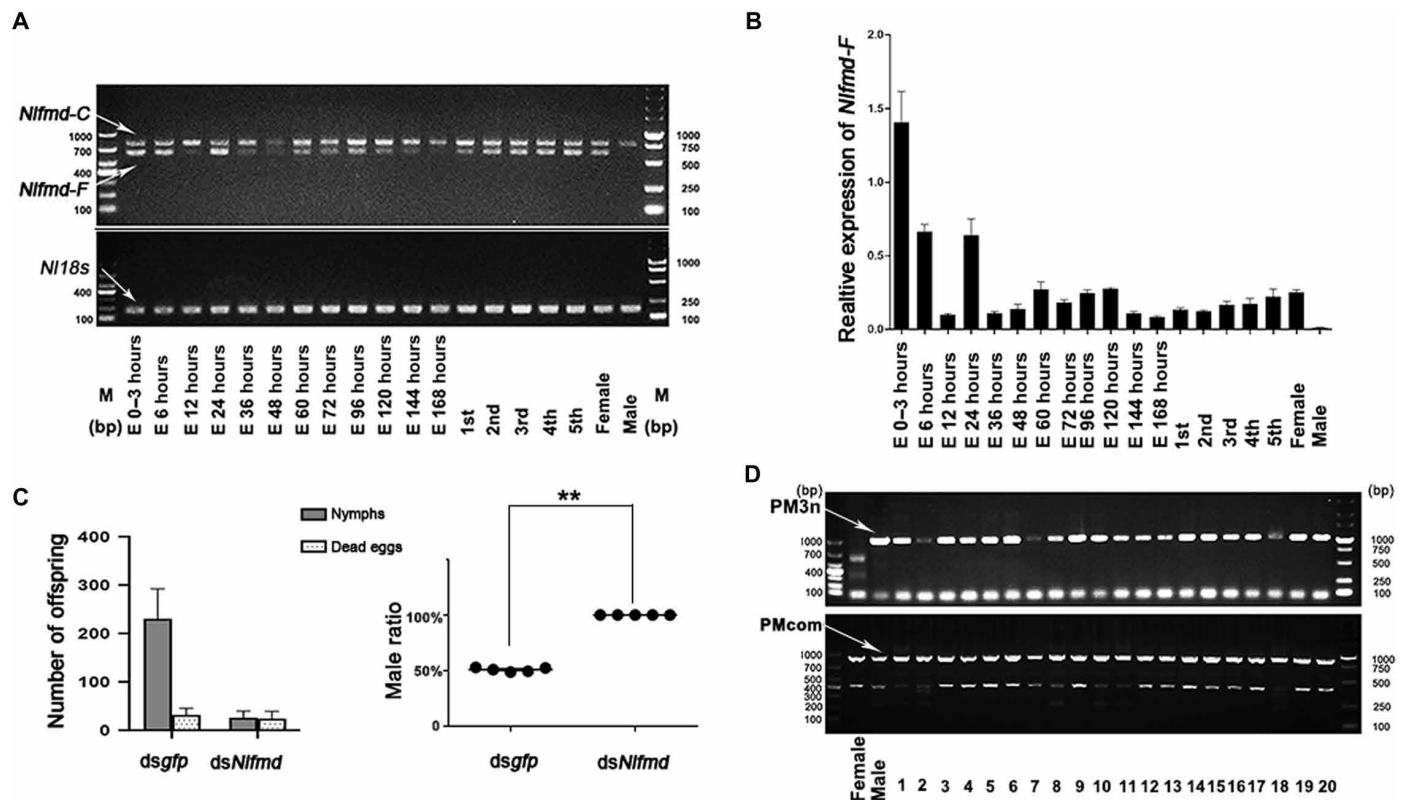 A
Nlfmd-C
1000
700
400
Nlfmd-F
100
1000
750
500
250
100
Nl18s
400
100
1000
250
100
M
(bp)
E 0–3 hours
E 6 hours
E 12 hours
E 24 hours
E 36 hours
E 48 hours
E 60 hours
E 72 hours
E 96 hours
E 120 hours
E 144 hours
E 168 hours
1st
2nd
3rd
4th
5th
Female
Male
M
(bp)
B
Realtive expression of Nlfmd-F
2.0
1.5
1.0
0.5
0.0
E 0–3 hours
E 6 hours
E 12 hours
E 24 hours
E 36 hours
E 48 hours
E 60 hours
E 72 hours
E 96 hours
E 120 hours
E 144 hours
E 168 hours
1st
2nd
3rd
4th
5th
Female
Male
C
Number of offspring
400
300
200
100
0
dsgfp
dsNlfmd
Nymphs
Dead eggs
**
Male ratio
100%
50%
0
dsgfp
dsNlfmd
D
(bp)
(bp)
PM3n
1000
700
400
100
1000
750
500
250
100
PMcom
1000
700
500
400
300
200
100
1000
750
500
250
100
Female
Male
1 2 3 4 5 6 7 8 9 10 11 12 13 14 15 16 17 18 19 20